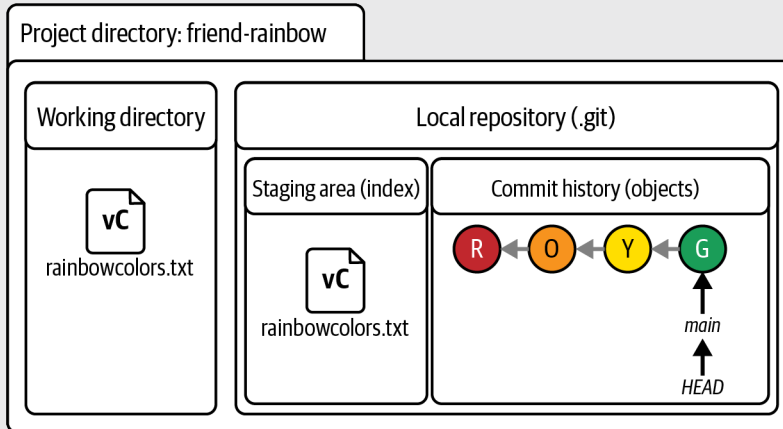 Project directory: friend-rainbow
Working directory
Local repository (.git)
Staging area (index)
Commit history (objects)
vC
rainbowcolors.txt
vC
rainbowcolors.txt
R
O
Y
G
main
HEAD